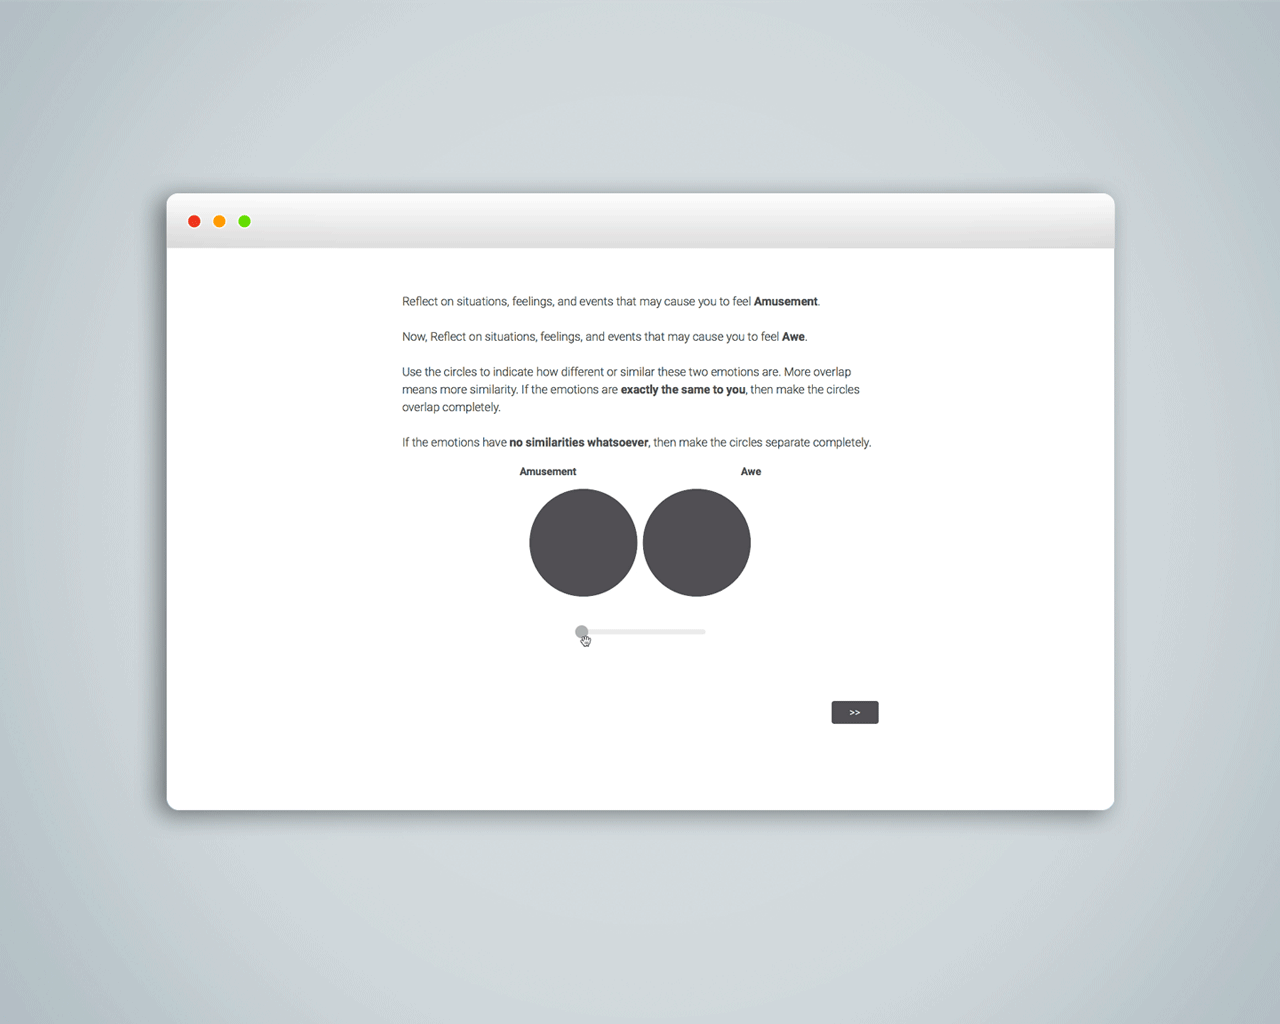 Reflect on situations, feelings, and events that may cause you to feel Amusement.
Now, Reflect on situations, feelings, and events that may cause you to feel Awe.
Use the circles to indicate how different or similar these two emotions are. More overlap
means more similarity. If the emotions are exactly the same to you, then make the circles
overlap completely.
If the emotions have no similarities whatsoever, then make the circles separate completely.
Amusement Awe
>>